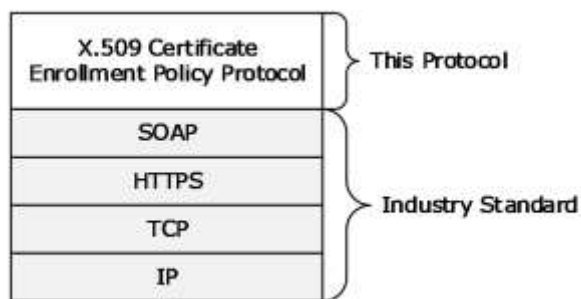 X.509 Certificate
Enrollment Policy Protocol
This Protocol
SOAP
HTTPS
Industry Standard
TCP
IP